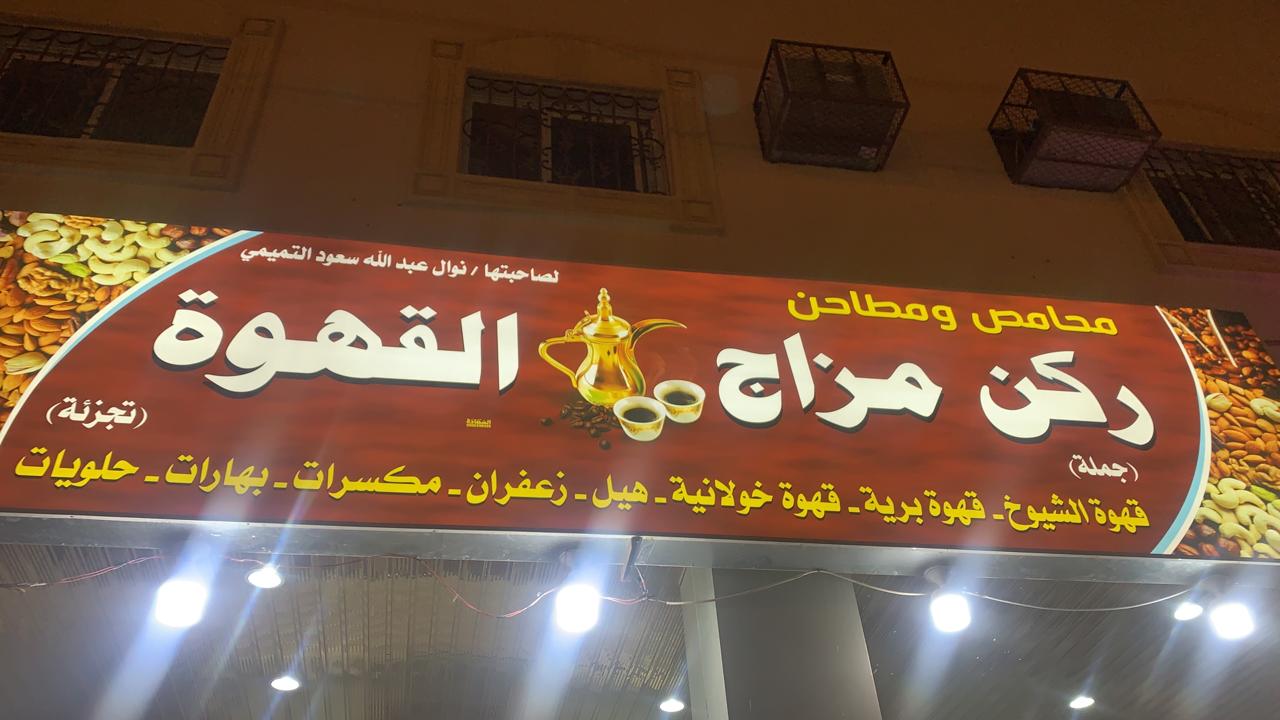 لصاحبتها / نوال عبد الله سعود التميمي
محامص ومطاحن
ركن مزاج القهوة
(جملة)
(تجزئة)
قهوة الشيوخ - قهوة برية - قهوة خولانية - هيل - زعفران - مكسرات - بهارات - حلويات